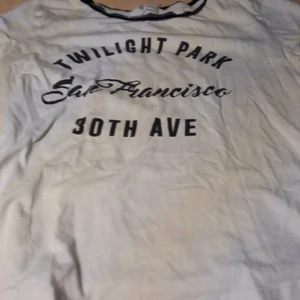 TWILIGHT PARK
San Francisco
30TH AVE